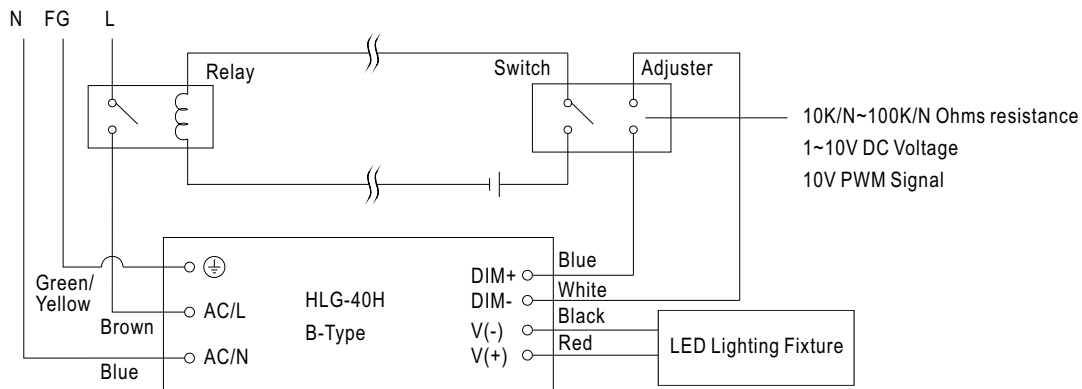 N FG L
Relay
Switch
Adjuster
10K/N~100K/N Ohms resistance
1~10V DC Voltage
10V PWM Signal
Green/
Yellow
Brown
Blue
AC/L
AC/N
HLG-40H
B-Type
DIM+
DIM-
V(-)
V(+)
Blue
White
Black
Red
LED Lighting Fixture